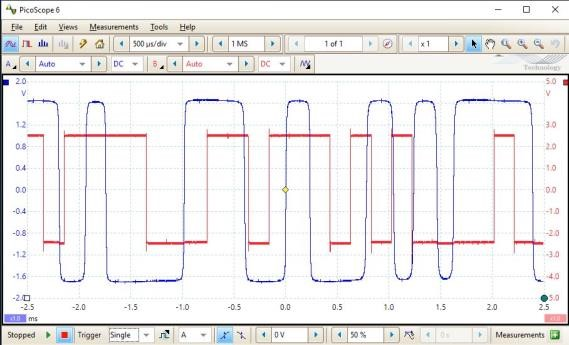 PicoScope 6
File Edit Views Measurements Tools Help
500 µs/div 1 MS 1 of 1 x 1
A Auto DC B Auto DC
Technology
2.0 5.0
V V
1.2 3.0
0.8 2.0
0.4 1.0
0.0 0.0
-0.4 -1.0
-0.8 -2.0
-1.2 -3.0
-1.6 -4.0
-2.0 -5.0
-2.5 -2.0 -1.5 -1.0 -0.5 0.0 0.5 1.0 1.5 2.0 2.5
x1.0 ms x1.0
Stopped Trigger Single A 0 V 50 % 0 s Measurements